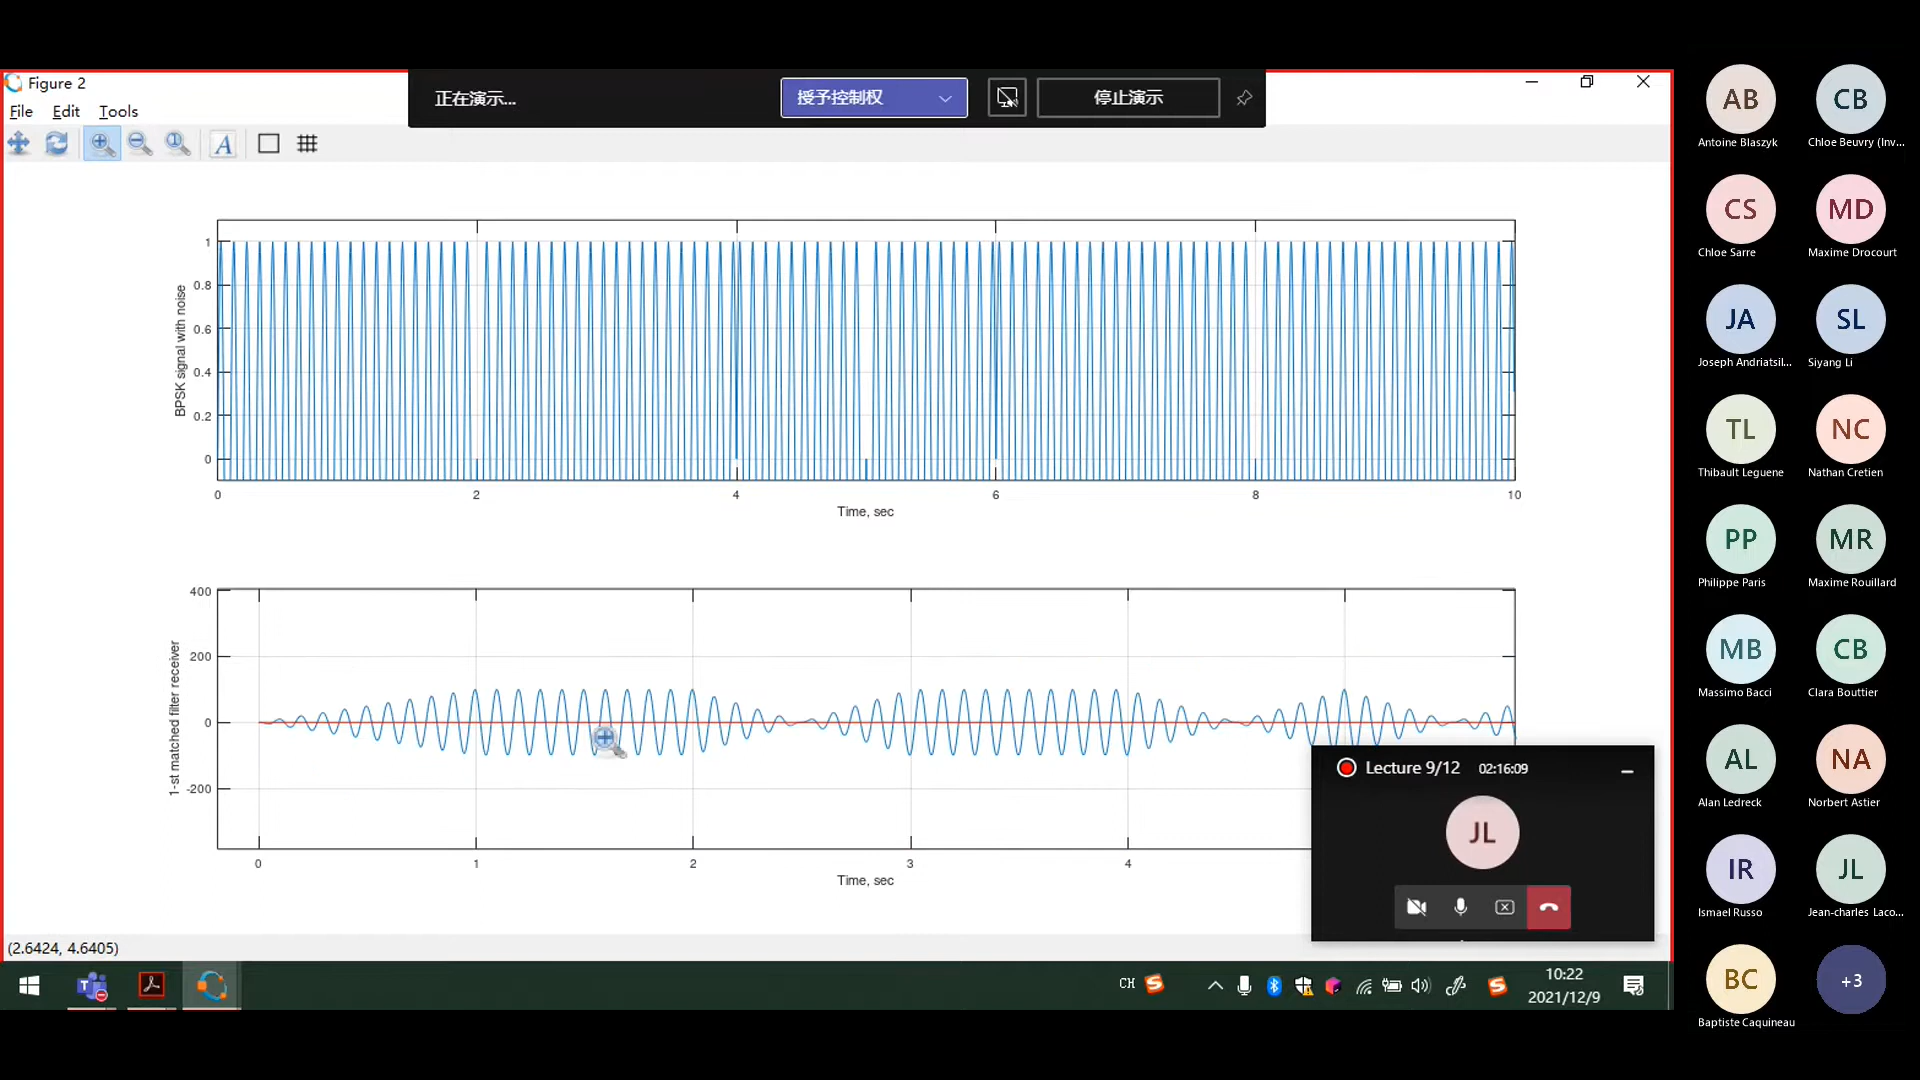 Figure 2
正在演示...
授予控制权
停止演示
File Edit Tools
A
BPSK signal with noise
1
0.8
0.6
0.4
0.2
0
0 2 4 6 8 10
Time, sec
1-st matched filter receiver
400
200
0
-200
0 1 2 3 4
Time, sec
(2.6424, 4.6405)
Lecture 9/12 02:16:09
JL
CH
S
S
10:22
2021/12/9
AB
Antoine Blaszyk
CB
Chloe Beuvry (Inv...
CS
Chloe Sarre
MD
Maxime Drocourt
JA
Joseph Andriatsil...
SL
Siyang Li
TL
Thibault Leguene
NC
Nathan Cretien
PP
Philippe Paris
MR
Maxime Rouillard
MB
Massimo Bacci
CB
Clara Bouttier
AL
Alan Ledreck
NA
Norbert Astier
IR
Ismael Russo
JL
Jean-charles Laco...
BC
Baptiste Caquineau
+3